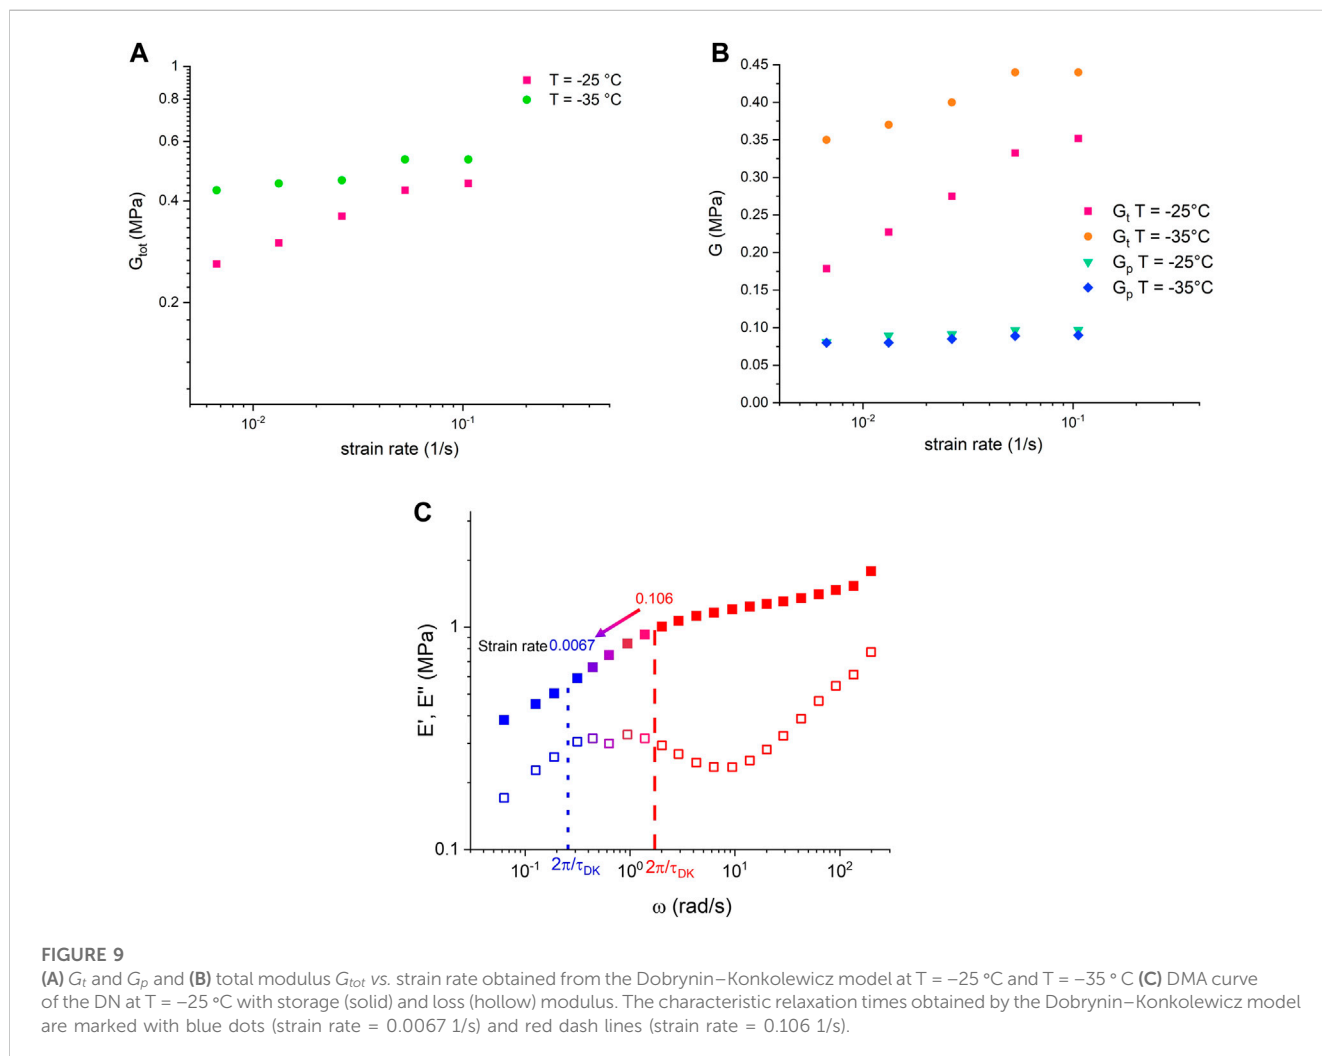 A
1
0.8
0.6
0.4
0.2
G_tot (MPa)
10^-2
10^-1
strain rate (1/s)
T = -25 °C
T = -35 °C
B
0.45
0.40
0.35
0.30
0.25
0.20
0.15
0.10
0.05
0.00
G (MPa)
10^-2
10^-1
strain rate (1/s)
G_t T = -25°C
G_t T = -35°C
G_p T = -25°C
G_p T = -35°C
C
1
0.1
E', E'' (MPa)
0.106
Strain rate 0.0067
10^-1
2π/τ_DK
10^0
2π/τ_DK
10^1
10^2
ω (rad/s)
FIGURE 9
(A) G_t and G_p and (B) total modulus G_tot vs. strain rate obtained from the Dobrynin–Konkolewicz model at T = −25 °C and T = −35 ° C (C) DMA curve
of the DN at T = −25 °C with storage (solid) and loss (hollow) modulus. The characteristic relaxation times obtained by the Dobrynin–Konkolewicz model
are marked with blue dots (strain rate = 0.0067 1/s) and red dash lines (strain rate = 0.106 1/s).